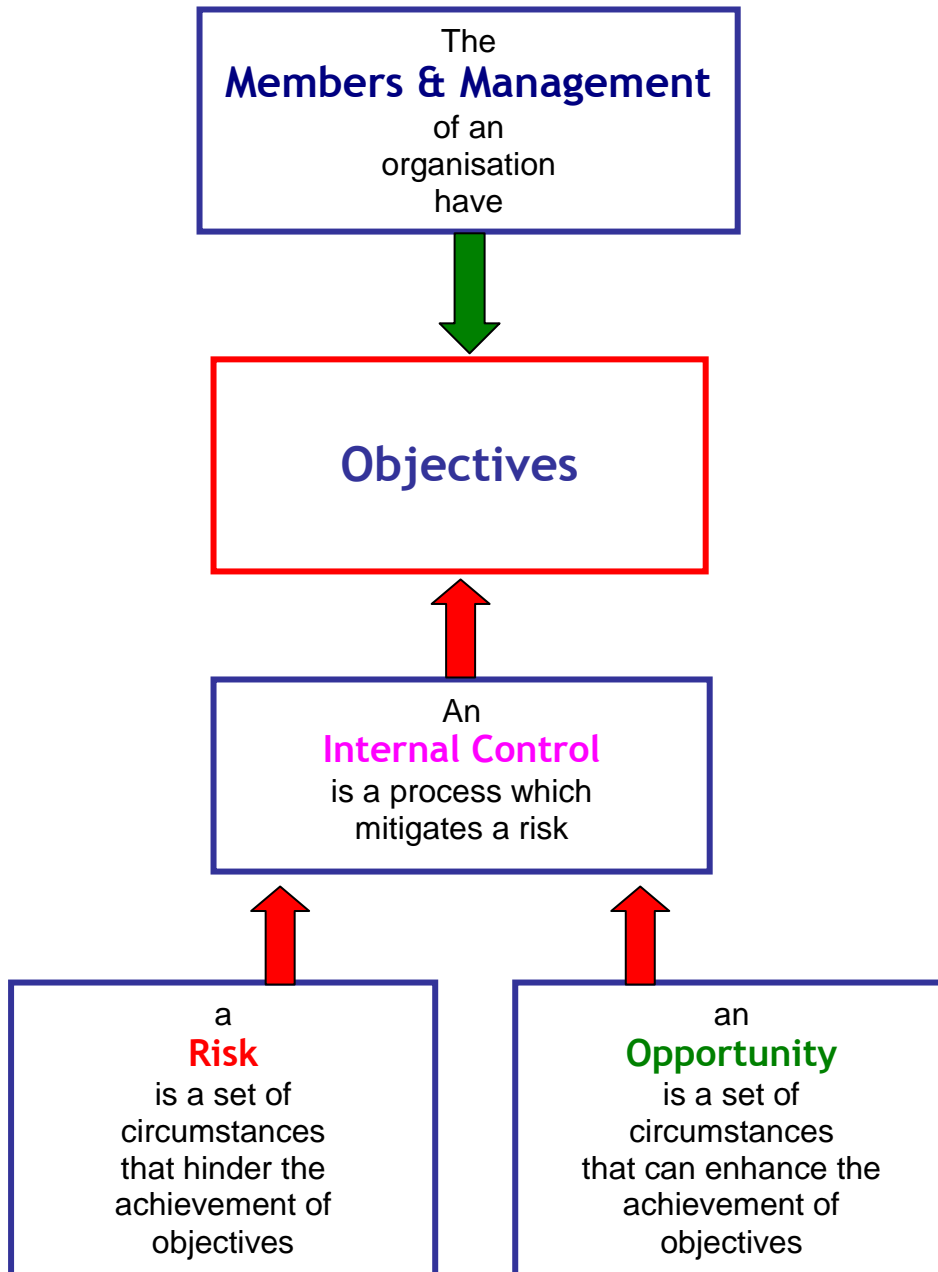 The
Members & Management
of an
organisation
have
Objectives
An
Internal Control
is a process which
mitigates a risk
a
Risk
is a set of
circumstances
that hinder the
achievement of
objectives
an
Opportunity
is a set of
circumstances
that can enhance the
achievement of
objectives